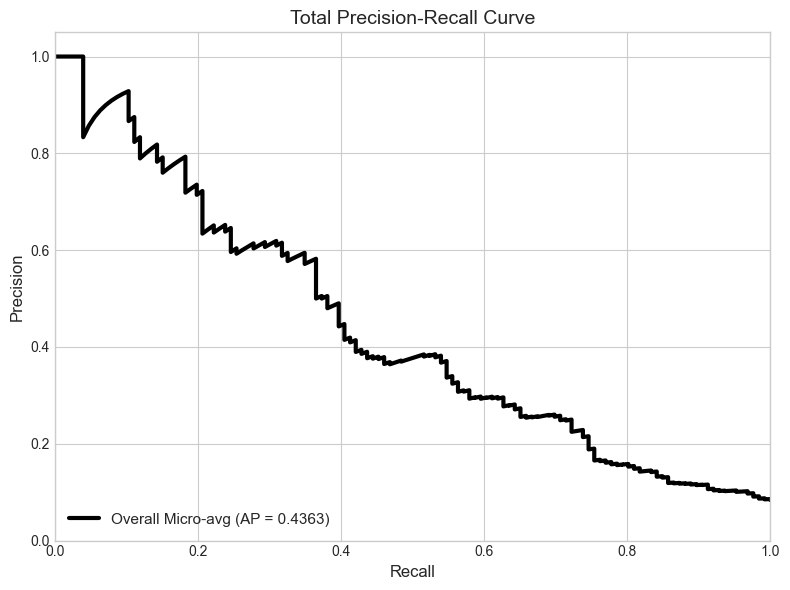 Total Precision-Recall Curve
Precision
1.0
0.8
0.6
0.4
0.2
0.0
Overall Micro-avg (AP = 0.4363)
0.0 0.2 0.4 0.6 0.8 1.0
Recall